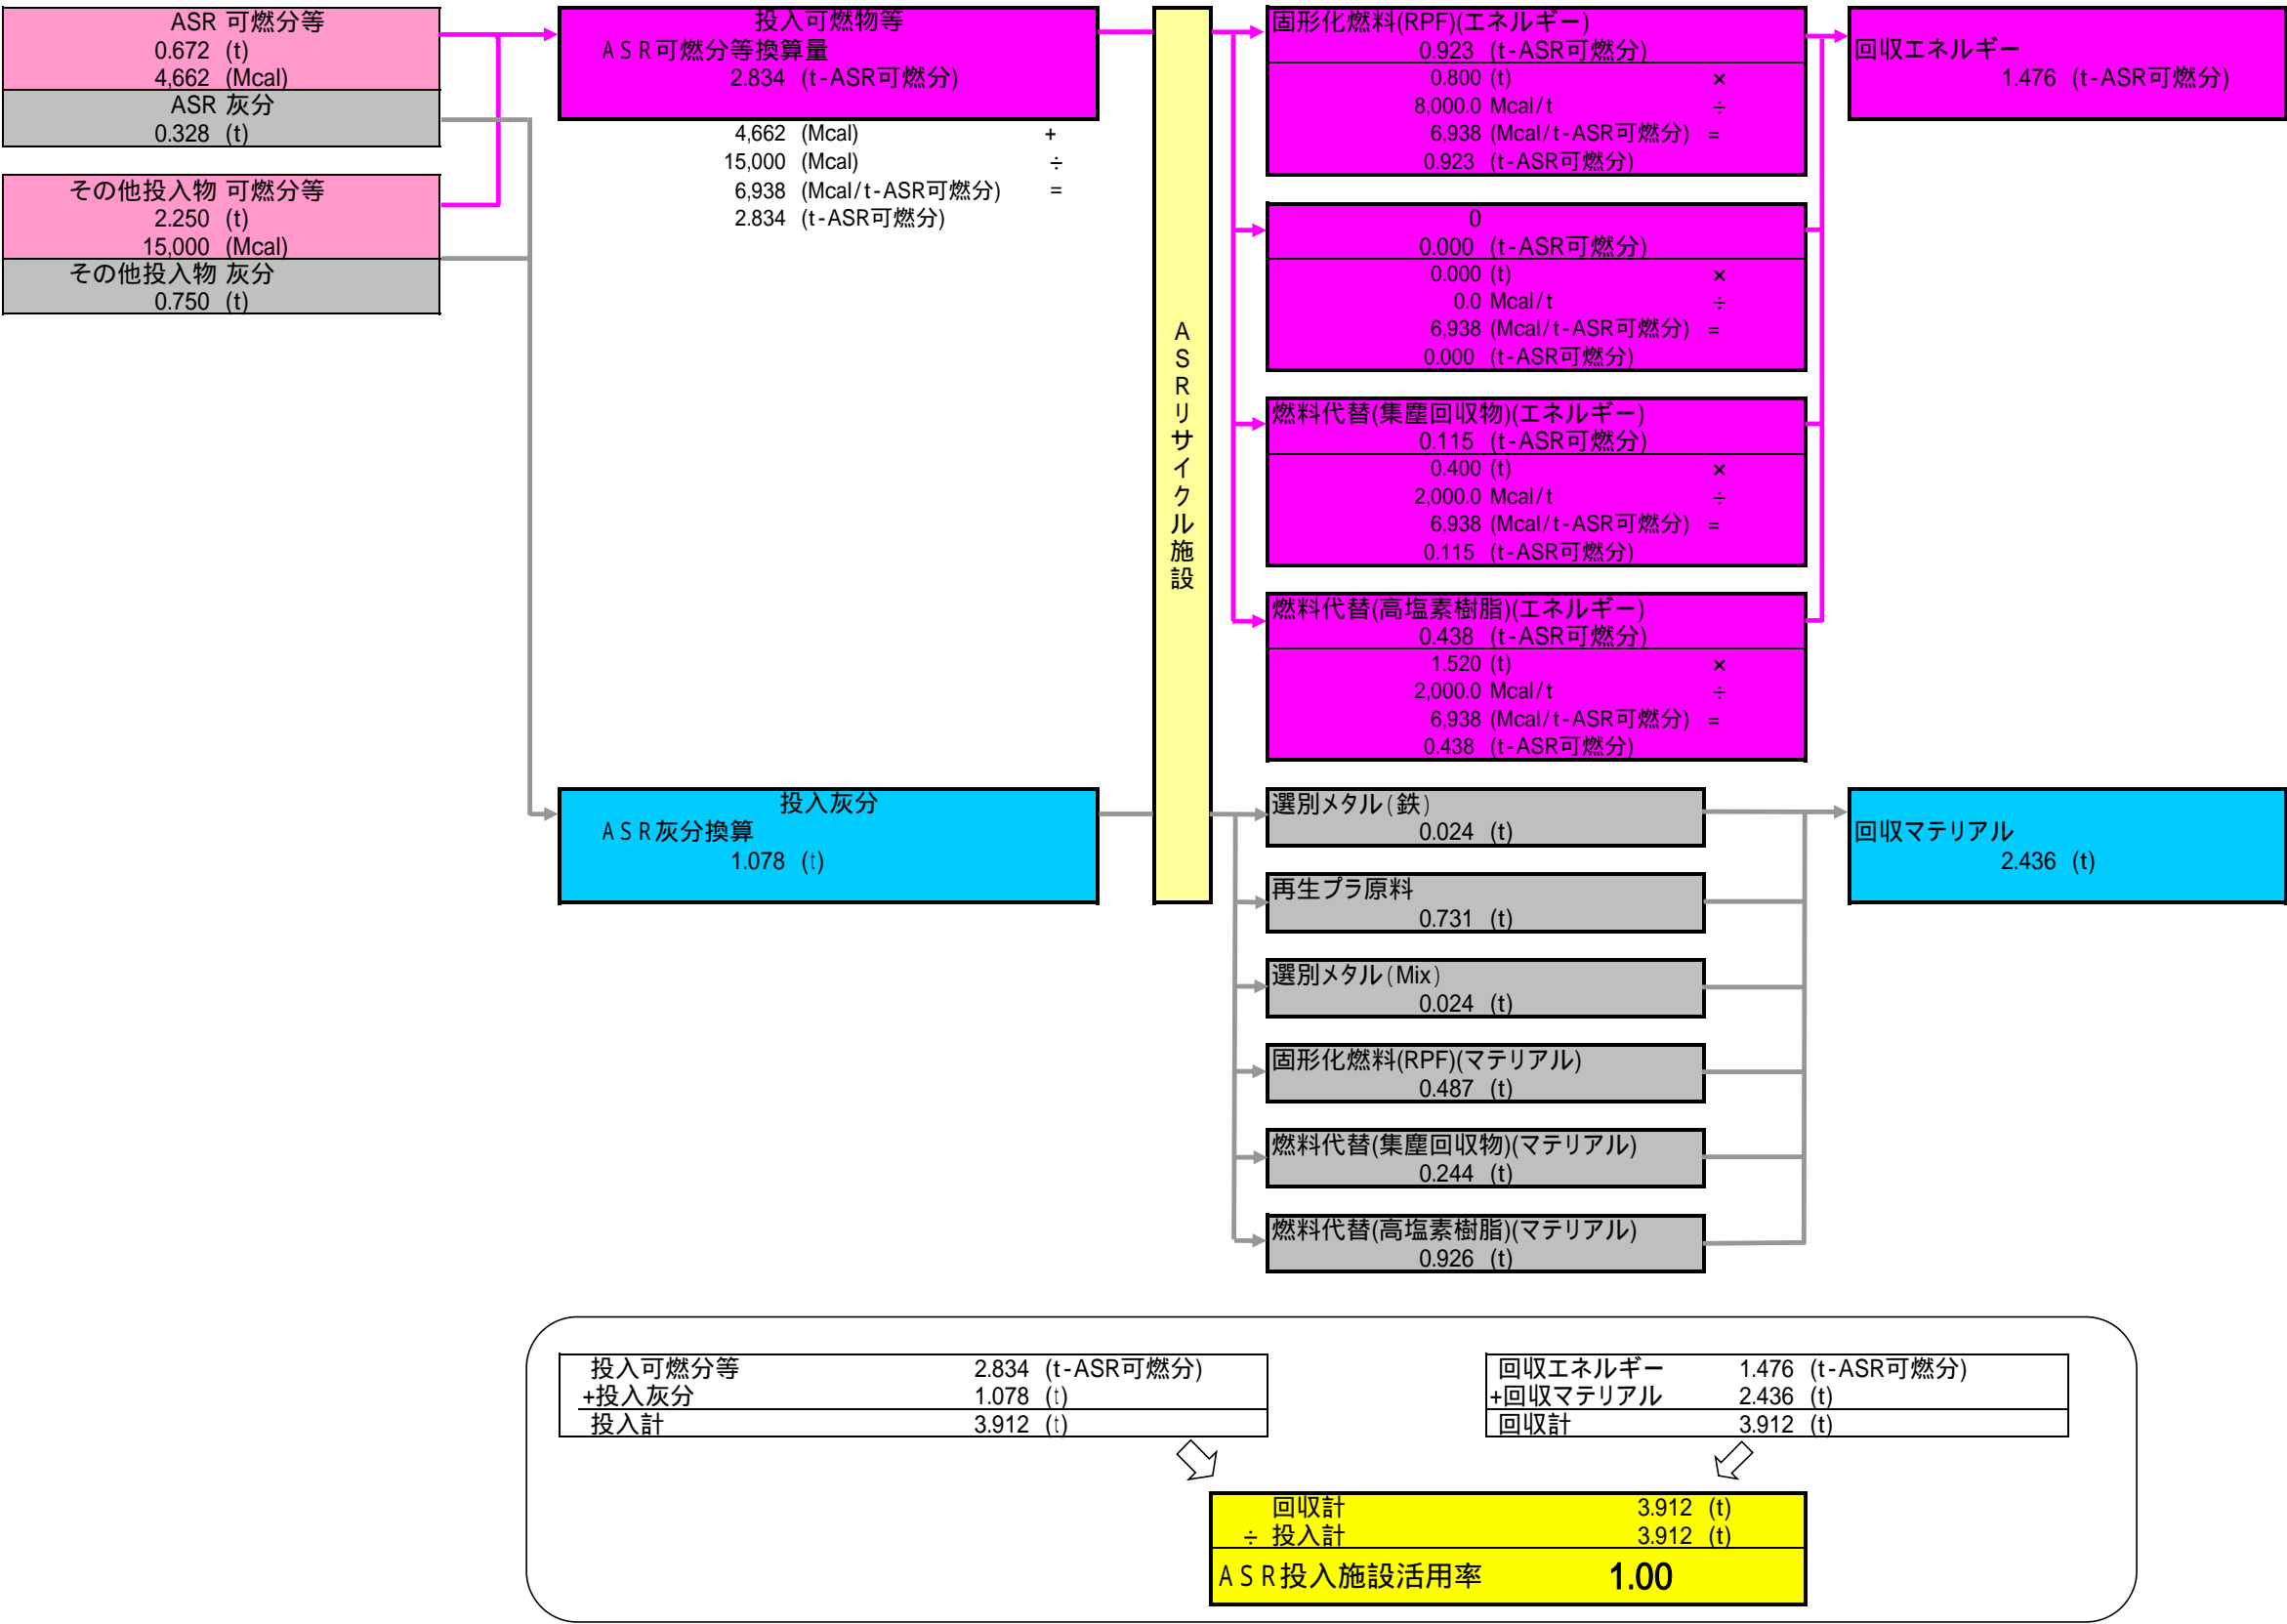 ASR 可燃分等
0.672 (t)
4,662 (Mcal)
ASR 灰分
0.328 (t)
その他投入物 可燃分等
2.250 (t)
15,000 (Mcal)
その他投入物 灰分
0.750 (t)
投入可燃物等
ASR可燃分等換算量
2.834 (t-ASR可燃分)
4,662 (Mcal) +
15,000 (Mcal) ÷
6,938 (Mcal/t-ASR可燃分) =
2.834 (t-ASR可燃分)
投入灰分
ASR灰分換算
1.078 (t)
ASRリサイクル施設
固形化燃料(RPF)(エネルギー)
0.923 (t-ASR可燃分)
0.800 (t) ×
8,000.0 Mcal/t ÷
6,938 (Mcal/t-ASR可燃分) =
0.923 (t-ASR可燃分)
0
0.000 (t-ASR可燃分)
0.000 (t) ×
0.0 Mcal/t ÷
6,938 (Mcal/t-ASR可燃分) =
0.000 (t-ASR可燃分)
燃料代替(集塵回収物)(エネルギー)
0.115 (t-ASR可燃分)
0.400 (t) ×
2,000.0 Mcal/t ÷
6,938 (Mcal/t-ASR可燃分) =
0.115 (t-ASR可燃分)
燃料代替(高塩素樹脂)(エネルギー)
0.438 (t-ASR可燃分)
1.520 (t) ×
2,000.0 Mcal/t ÷
6,938 (Mcal/t-ASR可燃分) =
0.438 (t-ASR可燃分)
選別メタル(鉄)
0.024 (t)
再生プラ原料
0.731 (t)
選別メタル(Mix)
0.024 (t)
固形化燃料(RPF)(マテリアル)
0.487 (t)
燃料代替(集塵回収物)(マテリアル)
0.244 (t)
燃料代替(高塩素樹脂)(マテリアル)
0.926 (t)
回収エネルギー
1.476 (t-ASR可燃分)
回収マテリアル
2.436 (t)
投入可燃分等 2.834 (t-ASR可燃分)
+投入灰分 1.078 (t)
投入計 3.912 (t)
回収エネルギー 1.476 (t-ASR可燃分)
+回収マテリアル 2.436 (t)
回収計 3.912 (t)
回収計 3.912 (t)
÷ 投入計 3.912 (t)
ASR投入施設活用率 1.00